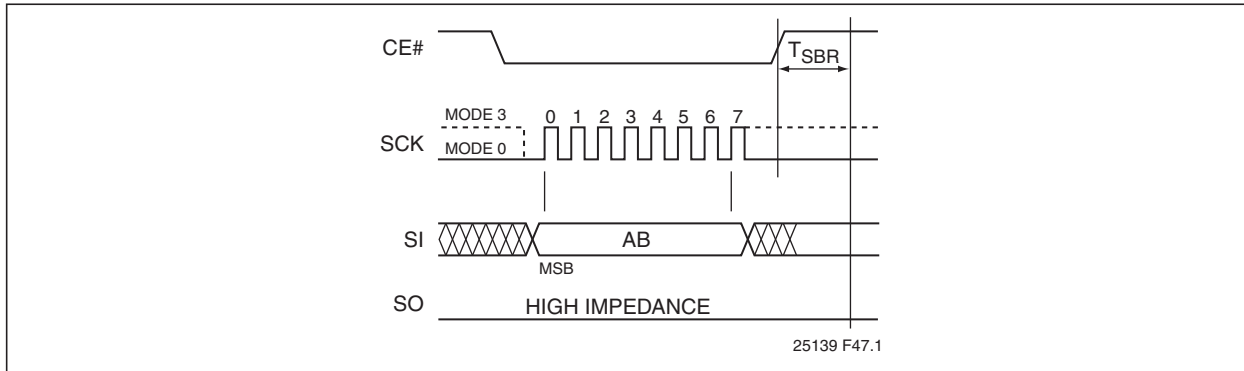 CE#
TSBR
MODE 3
0 1 2 3 4 5 6 7
SCK
MODE 0
SI
AB
MSB
SO
HIGH IMPEDANCE
25139 F47.1